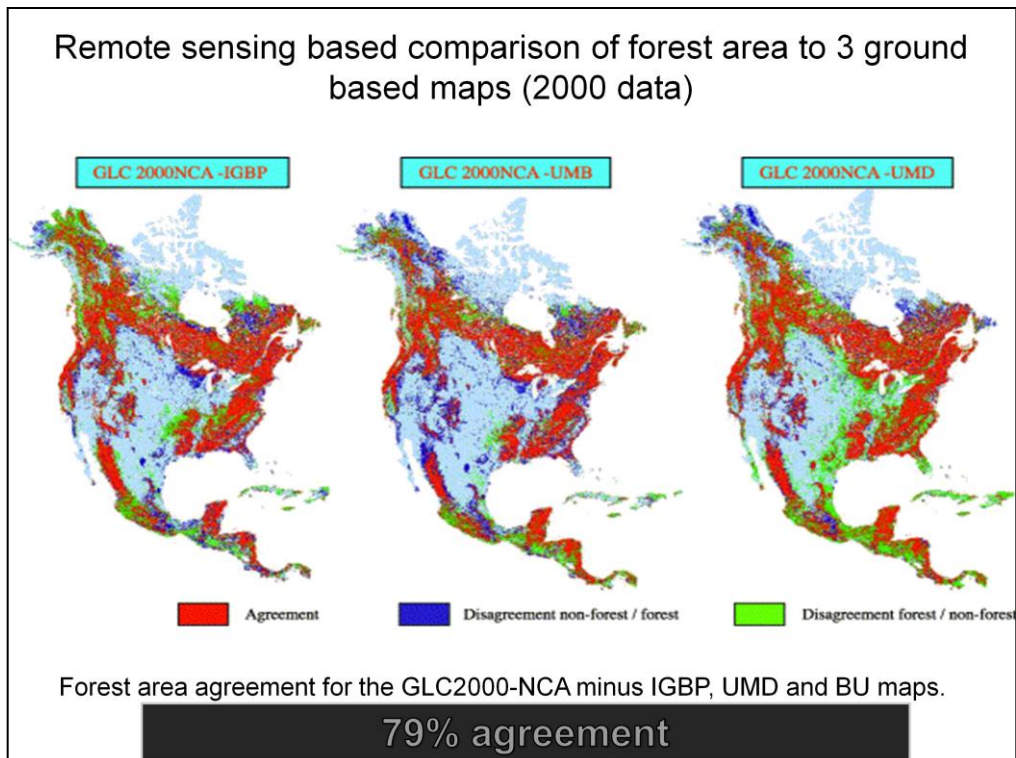 Remote sensing based comparison of forest area to 3 ground
based maps (2000 data)
GLC 2000NCA -IGBP
GLC 2000NCA -UMB
GLC 2000NCA -UMD
Agreement
Disagreement non-forest / forest
Disagreement forest / non-forest
Forest area agreement for the GLC2000-NCA minus IGBP, UMD and BU maps.
79% agreement